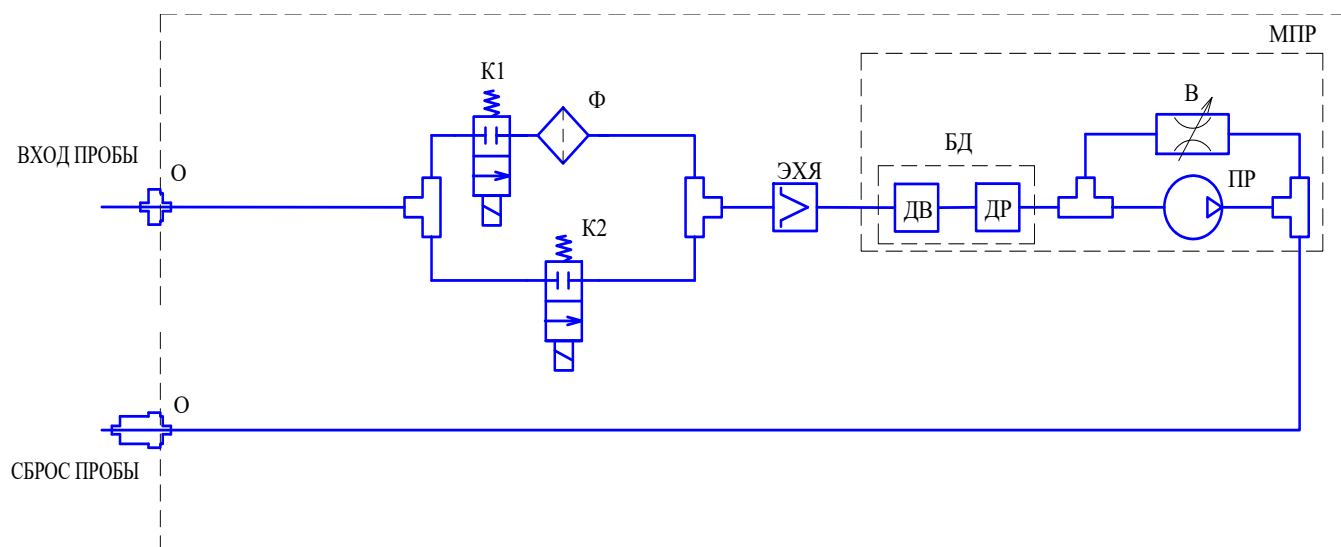 МПР
К1
Ф
В
ВХОД ПРОБЫ
О
БД
ЭХЯ
ПР
ДВ
ДР
К2
О
СБРОС ПРОБЫ